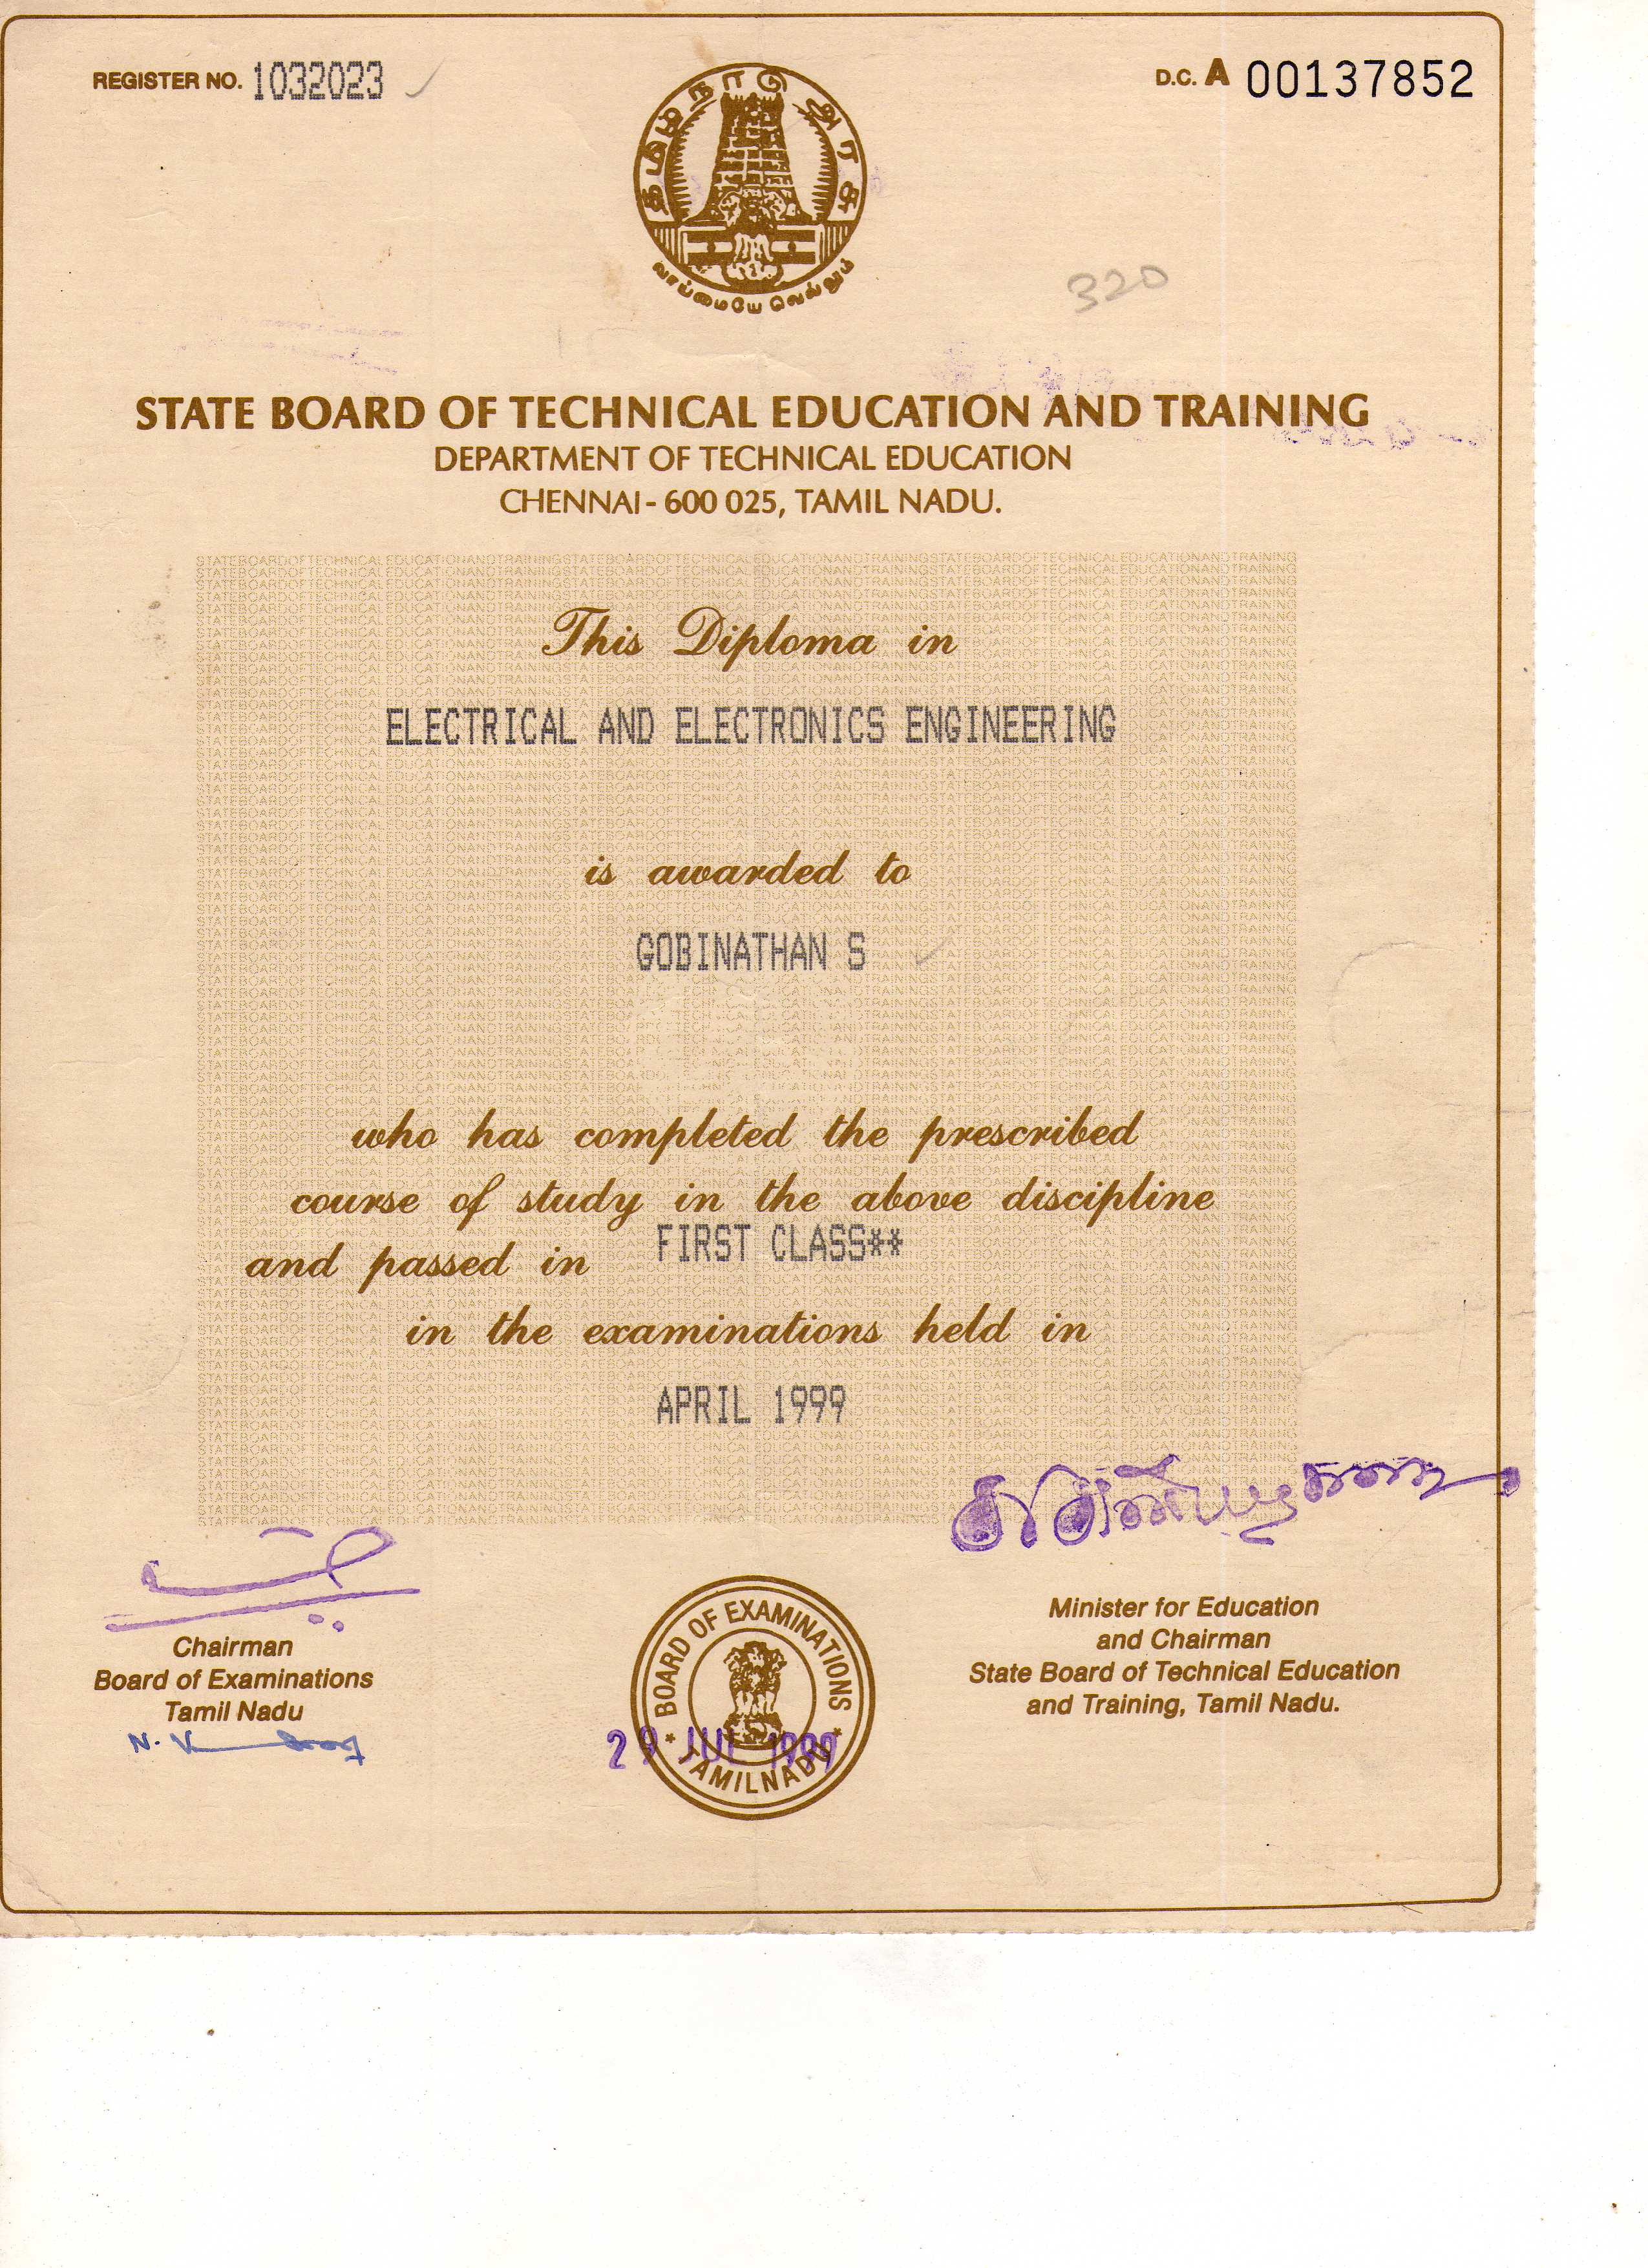 REGISTER NO. 1032023
D.C. A 00137852
தமிழ்நாடு அரசு
வாய்மையே வெல்லும்
320
STATE BOARD OF TECHNICAL EDUCATION AND TRAINING
DEPARTMENT OF TECHNICAL EDUCATION
CHENNAI - 600 025, TAMIL NADU.
This Diploma in
ELECTRICAL AND ELECTRONICS ENGINEERING
is awarded to
GOBINATHAN S
who has completed the prescribed
course of study in the above discipline
and passed in FIRST CLASS**
in the examinations held in
APRIL 1999
Chairman
Board of Examinations
Tamil Nadu
BOARD OF EXAMINATIONS
* TAMILNADU *
29 JUL 1999
Minister for Education
and Chairman
State Board of Technical Education
and Training, Tamil Nadu.